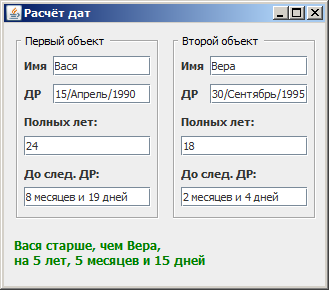 Расчёт дат
Первый объект
Имя Вася
ДР 15/Апрель/1990
Полных лет:
24
До след. ДР:
8 месяцев и 19 дней
Второй объект
Имя Вера
ДР 30/Сентябрь/1995
Полных лет:
18
До след. ДР:
2 месяцев и 4 дней
Вася старше, чем Вера,
на 5 лет, 5 месяцев и 15 дней